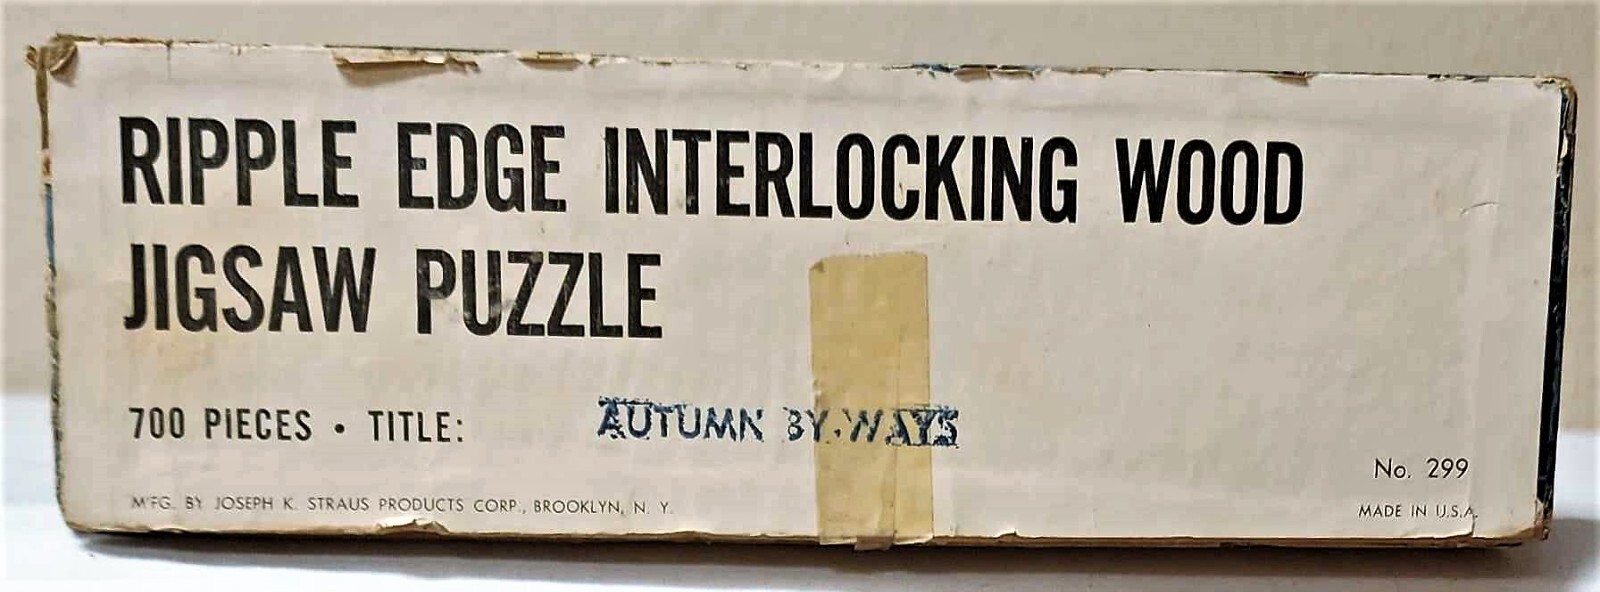 RIPPLE EDGE INTERLOCKING WOOD
JIGSAW PUZZLE
700 PIECES • TITLE: AUTUMN BY-WAYS
No. 299
M'FG. BY JOSEPH K. STRAUS PRODUCTS CORP., BROOKLYN, N. Y.
MADE IN U.S.A.